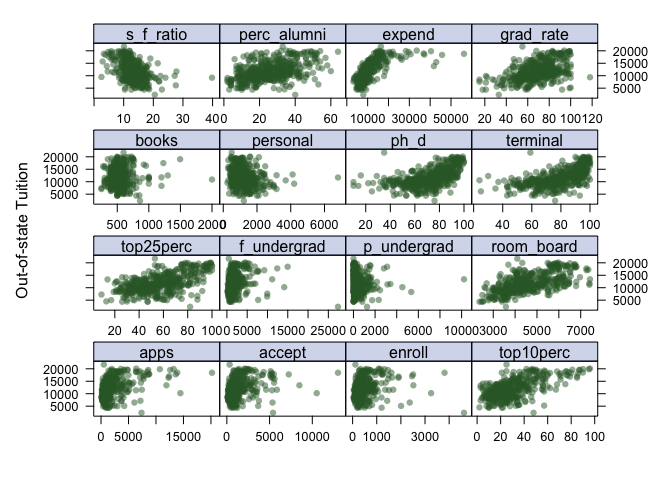 s_f_ratio perc_alumni expend grad_rate
20000
15000
10000
5000
10 20 30 40 0 20 40 60 10000 30000 50000 20 40 60 80 100 120
books personal ph_d terminal
20000
15000
10000
5000
500 1000 1500 2000 0 2000 4000 6000 20 40 60 80 100 40 60 80 100
Out-of-state Tuition
top25perc f_undergrad p_undergrad room_board
20000
15000
10000
5000
20 40 60 80 100 0 5000 15000 25000 0 2000 6000 10000 3000 5000 7000
apps accept enroll top10perc
20000
15000
10000
5000
0 5000 15000 0 5000 10000 0 1000 3000 0 20 40 60 80 100